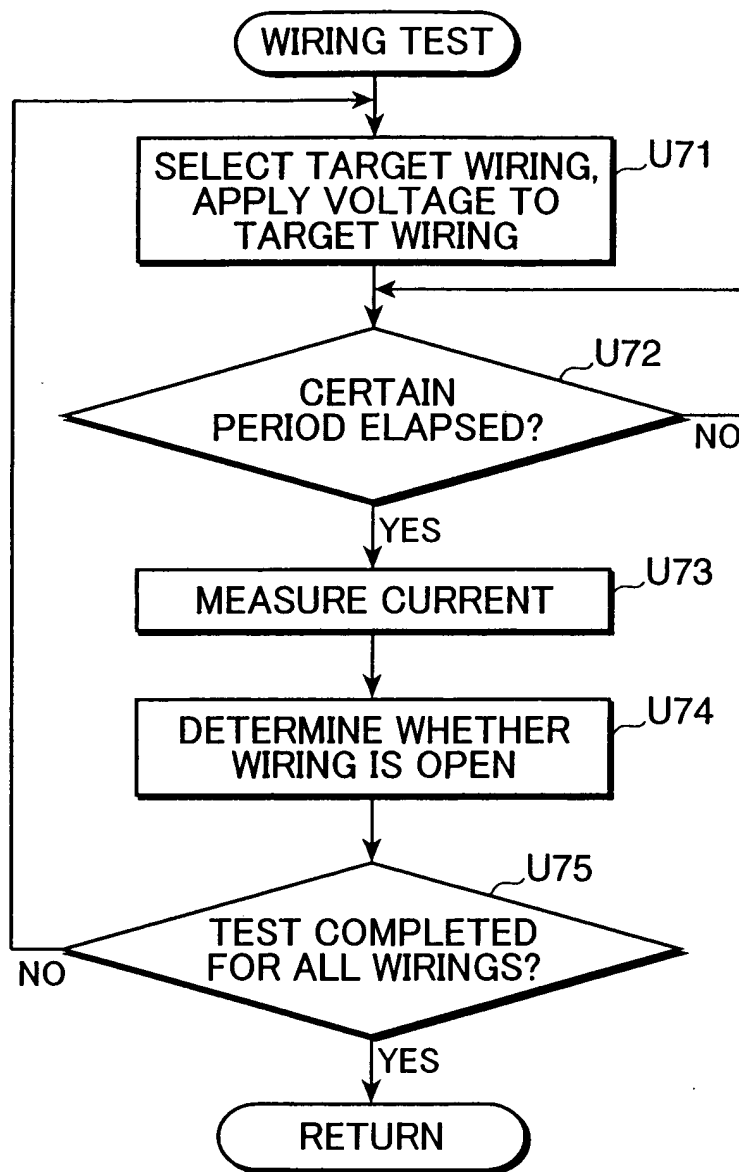 WIRING TEST
SELECT TARGET WIRING,
APPLY VOLTAGE TO
TARGET WIRING
U71
CERTAIN
PERIOD ELAPSED?
U72
NO
YES
MEASURE CURRENT
U73
DETERMINE WHETHER
WIRING IS OPEN
U74
TEST COMPLETED
FOR ALL WIRINGS?
U75
NO
YES
RETURN